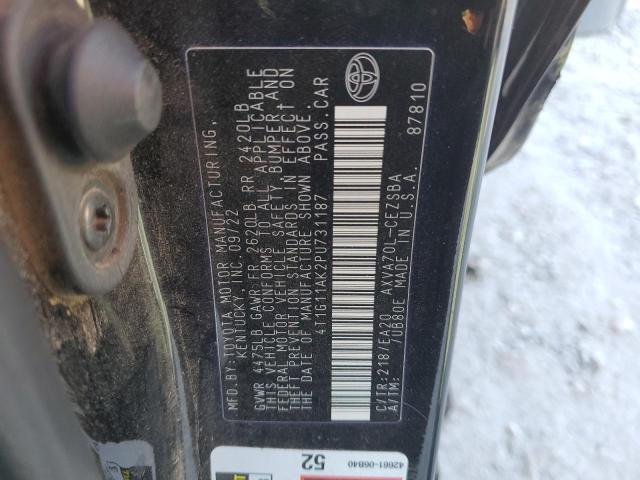 MFD.BY:TOYOTA MOTOR MANUFACTURING,
KENTUCKY, INC. 09/22
GVWR 4475LB GAWR:FR 2620LB RR 2420LB
THIS VEHICLE CONFORMS TO ALL APPLICABLE
FEDERAL MOTOR VEHICLE SAFETY, BUMPER AND
THEFT PREVENTION STANDARDS IN EFFECT ON
THE DATE OF MANUFACTURE SHOWN ABOVE.
4T1G11AK2PU731187 PASS.CAR
C/TR:218/EA20 AXVA70L-CEZSBA
A/TM: /UB80E MADE IN U.S.A.
87810
52
42661-06B40